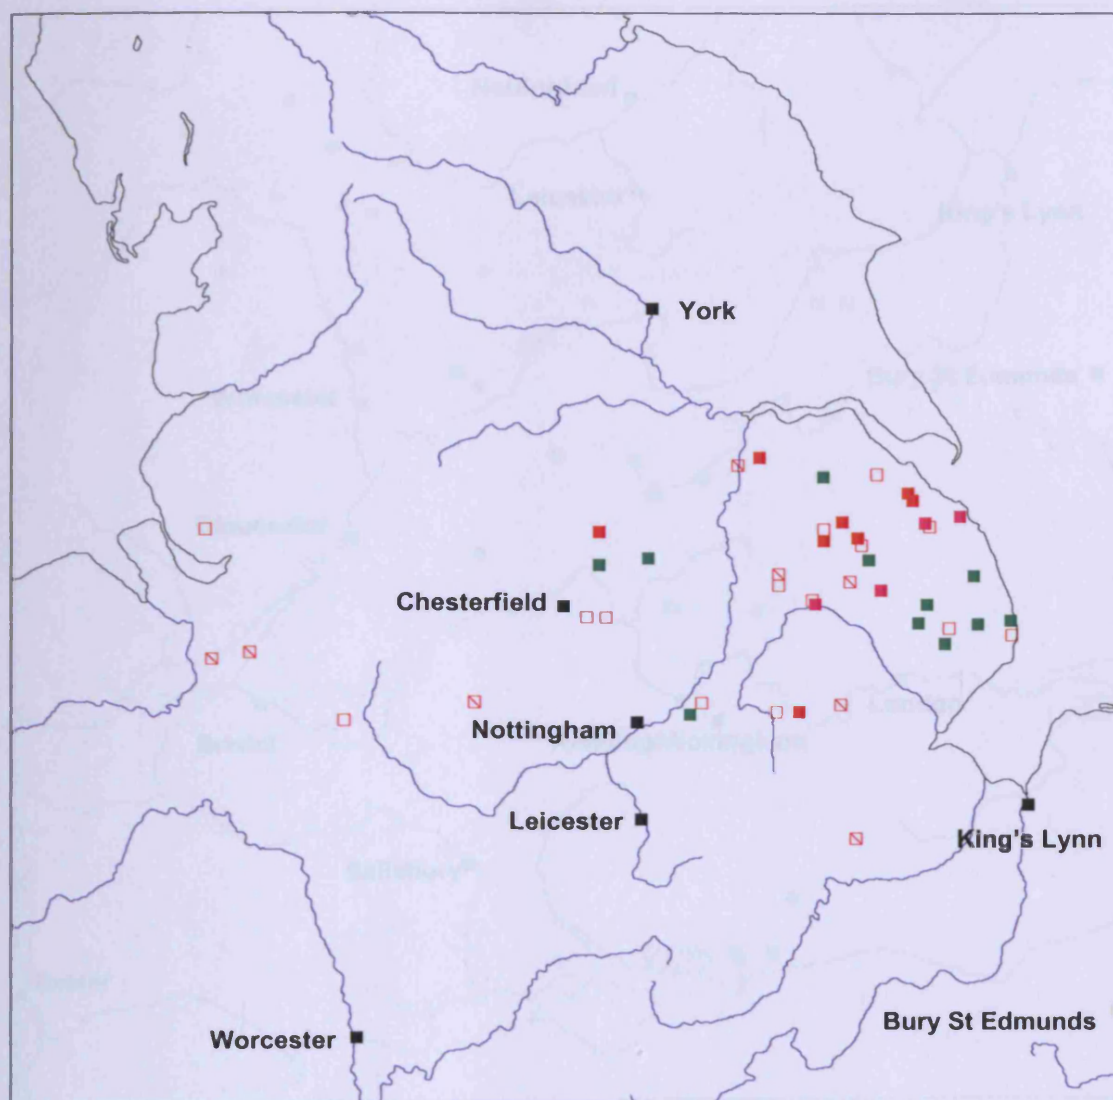 York
Chesterfield
Nottingham
Leicester
King's Lynn
Bury St Edmunds
Worcester